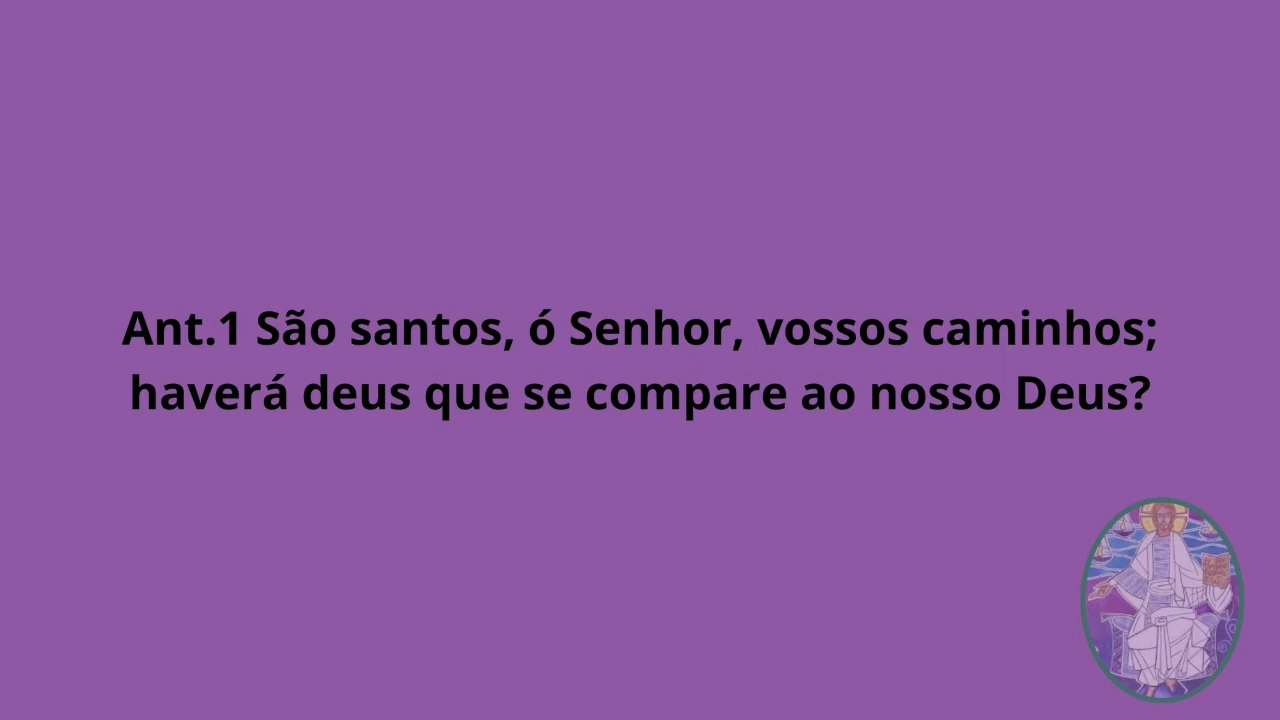 Ant.1 São santos, ó Senhor, vossos caminhos;
haverá deus que se compare ao nosso Deus?